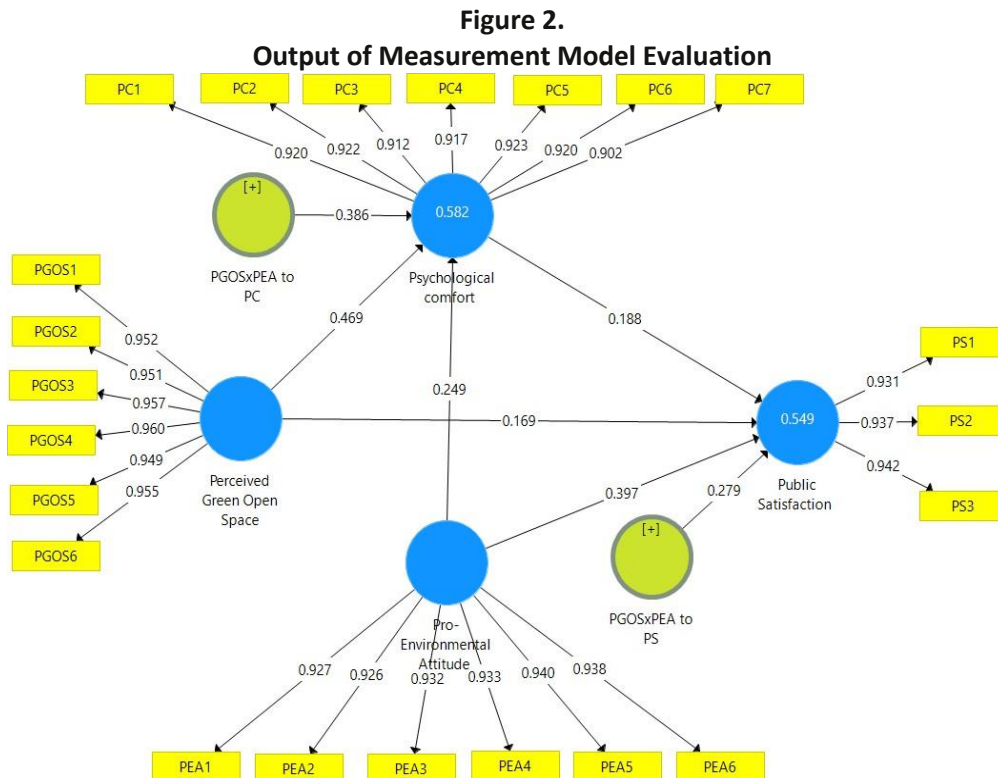 Figure 2.
Output of Measurement Model Evaluation
PC1
PC2
PC3
PC4
PC5
PC6
PC7
0.920
0.922
0.912
0.917
0.923
0.920
0.902
[+]
0.386
0.582
PGOSxPEA to
PC
Psychological
comfort
PGOS1
PGOS2
PGOS3
PGOS4
PGOS5
PGOS6
0.952
0.951
0.957
0.960
0.949
0.955
Perceived
Green Open
Space
0.469
0.249
0.188
0.169
0.397
0.279
0.549
Public
Satisfaction
PS1
PS2
PS3
0.931
0.937
0.942
[+]
PGOSxPEA to
PS
Pro-
Environmental
Attitude
0.927
0.926
0.932
0.933
0.940
0.938
PEA1
PEA2
PEA3
PEA4
PEA5
PEA6